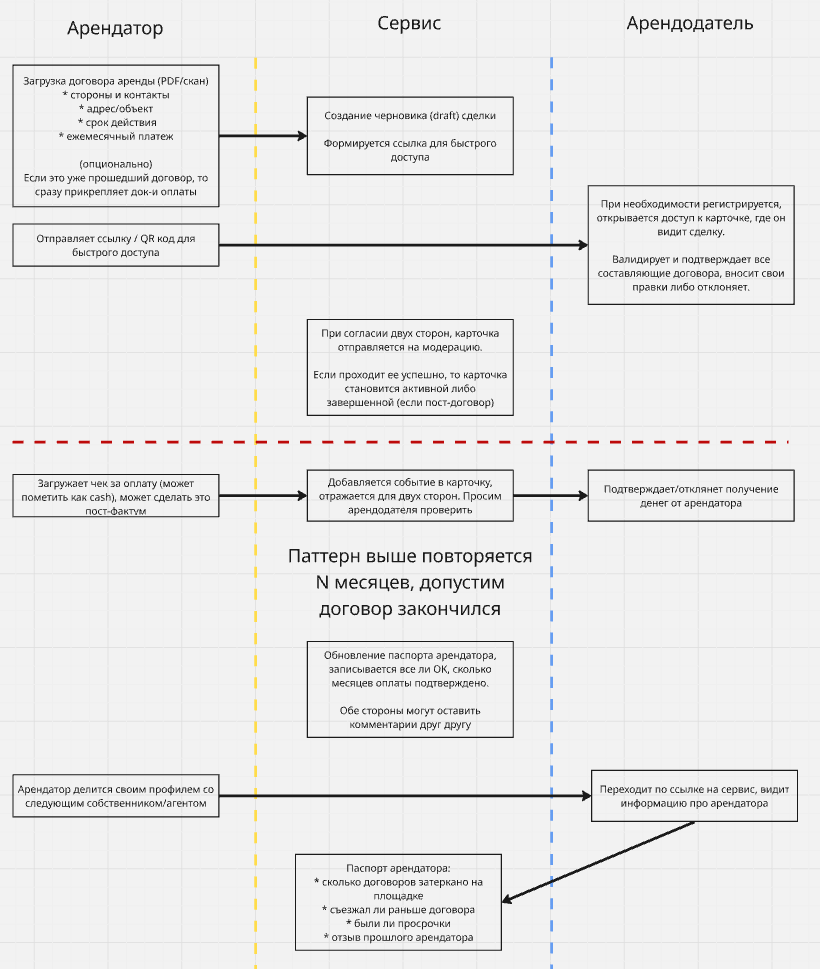 Арендатор
Сервис
Арендодатель
Загрузка договора аренды (PDF/скан)
* стороны и контакты
* адрес/объект
* срок действия
* ежемесячный платеж
(опционально)
Если это уже прошедший договор, то
сразу прикрепляет док-и оплаты
Создание черновика (draft) сделки
Формируется ссылка для быстрого
доступа
При необходимости регистрируется,
открывается доступ к карточке, где он
видит сделку.
Валидирует и подтверждает все
составляющие договора, вносит свои
правки либо отклоняет.
Отправляет ссылку / QR код для
быстрого доступа
При согласии двух сторон, карточка
отправляется на модерацию.
Если проходит ее успешно, то карточка
становится активной либо
завершенной (если пост-договор)
Загружает чек за оплату (может
пометить как cash), может сделать это
пост-фактум
Добавляется событие в карточку,
отражается для двух сторон. Просим
арендодателя проверить
Подтверждает/отклянет получение
денег от арендатора
Паттерн выше повторяется
N месяцев, допустим
договор закончился
Обновление паспорта арендатора,
записывается все ли ОК, сколько
месяцев оплаты подтверждено.
Обе стороны могут оставить
комментарии друг другу
Арендатор делится своим профилем со
следующим собственником/агентом
Переходит по ссылке на сервис, видит
информацию про арендатора
Паспорт арендатора:
* сколько договоров затеркано на
площадке
* съезжал ли раньше договора
* были ли просрочки
* отзыв прошлого арендатора